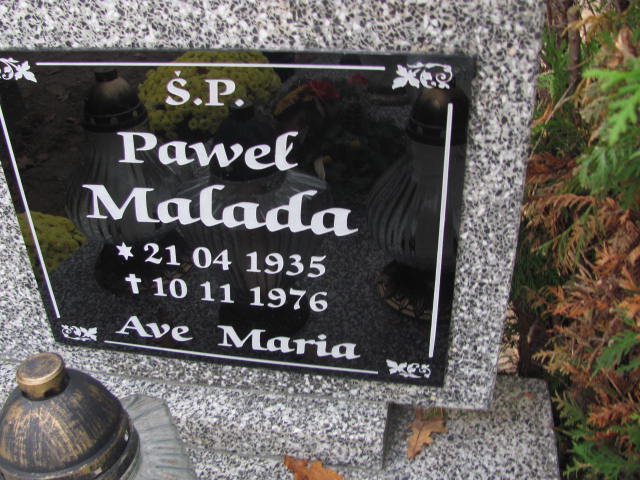 Ś.P.
Paweł
Malada
★ 21 04 1935
✝ 10 11 1976
Ave Maria